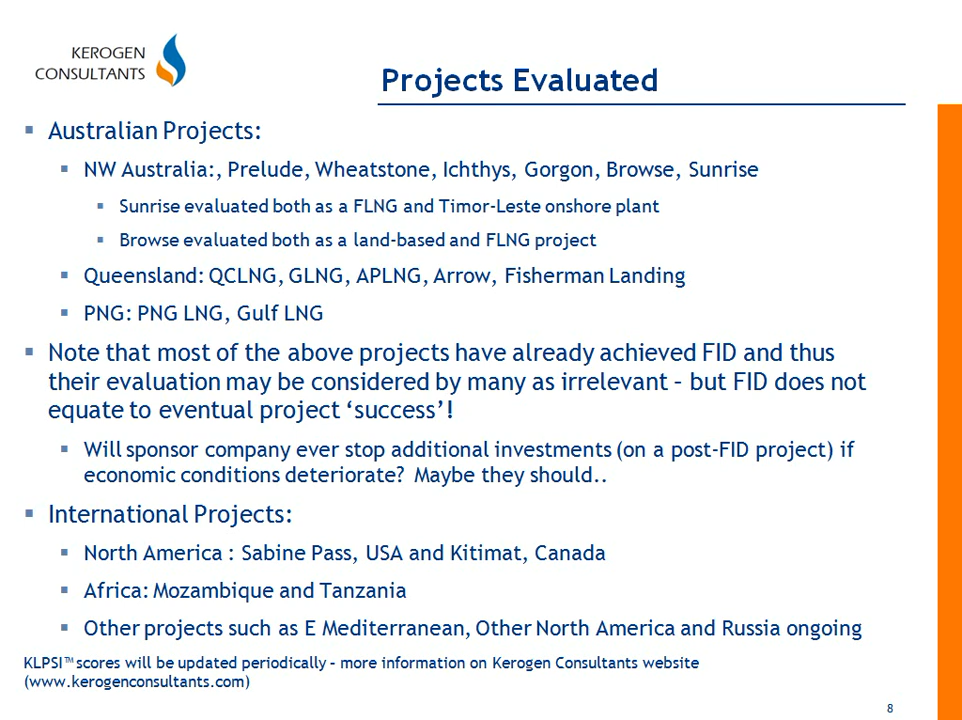 KEROGEN
CONSULTANTS
Projects Evaluated
▪ Australian Projects:
▪ NW Australia:, Prelude, Wheatstone, Ichthys, Gorgon, Browse, Sunrise
▪ Sunrise evaluated both as a FLNG and Timor-Leste onshore plant
▪ Browse evaluated both as a land-based and FLNG project
▪ Queensland: QCLNG, GLNG, APLNG, Arrow, Fisherman Landing
▪ PNG: PNG LNG, Gulf LNG
▪ Note that most of the above projects have already achieved FID and thus
their evaluation may be considered by many as irrelevant – but FID does not
equate to eventual project ‘success’!
▪ Will sponsor company ever stop additional investments (on a post-FID project) if
economic conditions deteriorate? Maybe they should..
▪ International Projects:
▪ North America : Sabine Pass, USA and Kitimat, Canada
▪ Africa: Mozambique and Tanzania
▪ Other projects such as E Mediterranean, Other North America and Russia ongoing
KLPSI™ scores will be updated periodically – more information on Kerogen Consultants website
(www.kerogenconsultants.com)
8